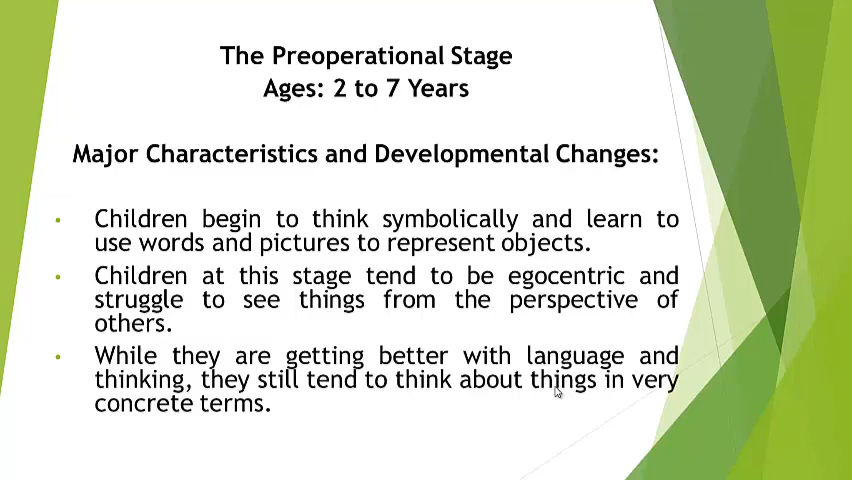 The Preoperational Stage
Ages: 2 to 7 Years
Major Characteristics and Developmental Changes:
• Children begin to think symbolically and learn to
use words and pictures to represent objects.
• Children at this stage tend to be egocentric and
struggle to see things from the perspective of
others.
• While they are getting better with language and
thinking, they still tend to think about things in very
concrete terms.